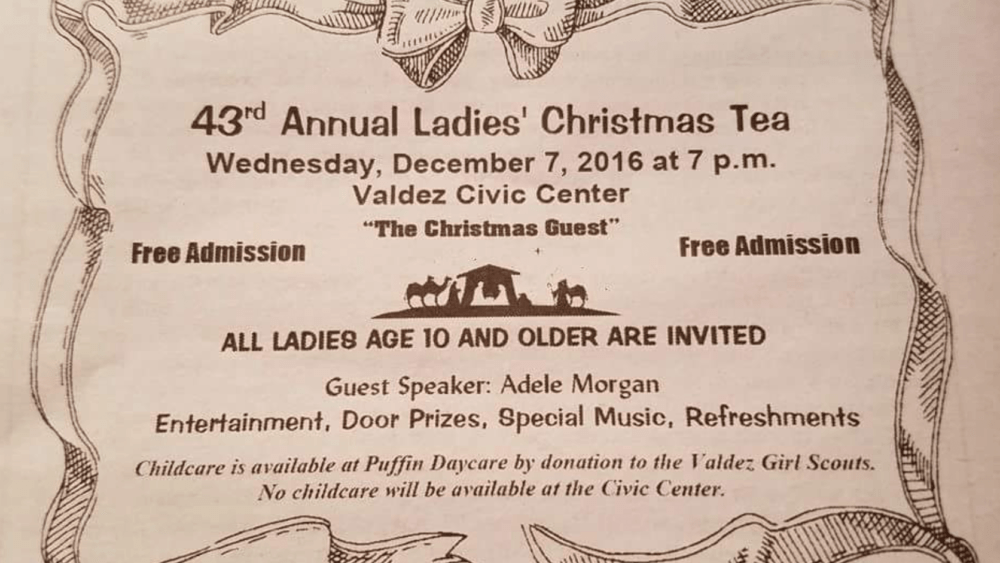 43rd Annual Ladies' Christmas Tea
Wednesday, December 7, 2016 at 7 p.m.
Valdez Civic Center
"The Christmas Guest"
Free Admission Free Admission
ALL LADIES AGE 10 AND OLDER ARE INVITED
Guest Speaker: Adele Morgan
Entertainment, Door Prizes, Special Music, Refreshments
Childcare is available at Puffin Daycare by donation to the Valdez Girl Scouts.
No childcare will be available at the Civic Center.